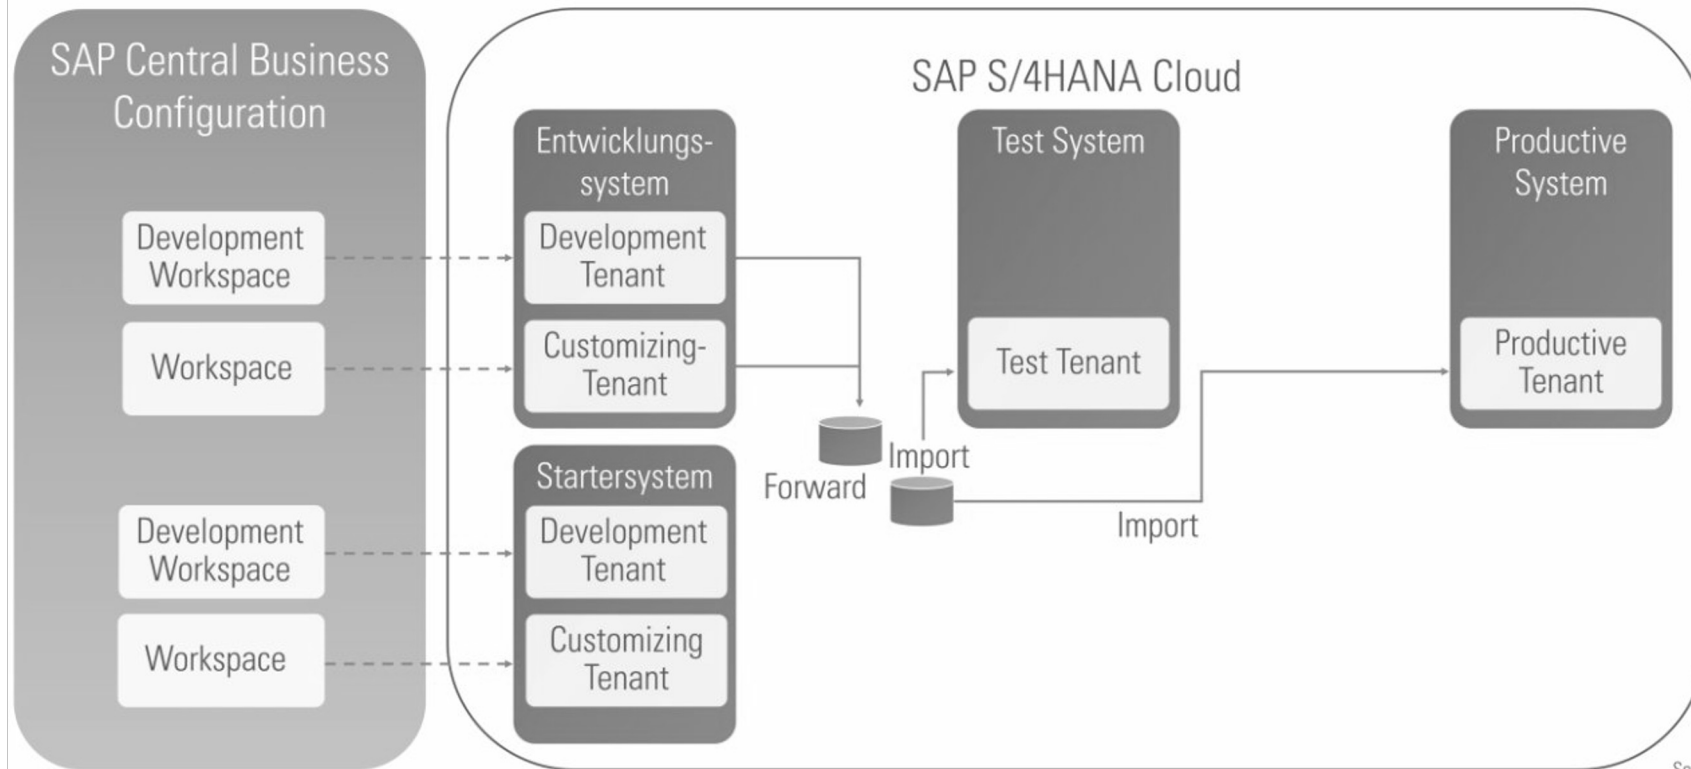 SAP Central Business
Configuration
Development
Workspace
Workspace
Development
Workspace
Workspace
SAP S/4HANA Cloud
Entwicklungs-
system
Development
Tenant
Customizing-
Tenant
Startersystem
Development
Tenant
Customizing
Tenant
Forward
Import
Import
Test System
Test Tenant
Productive
System
Productive
Tenant